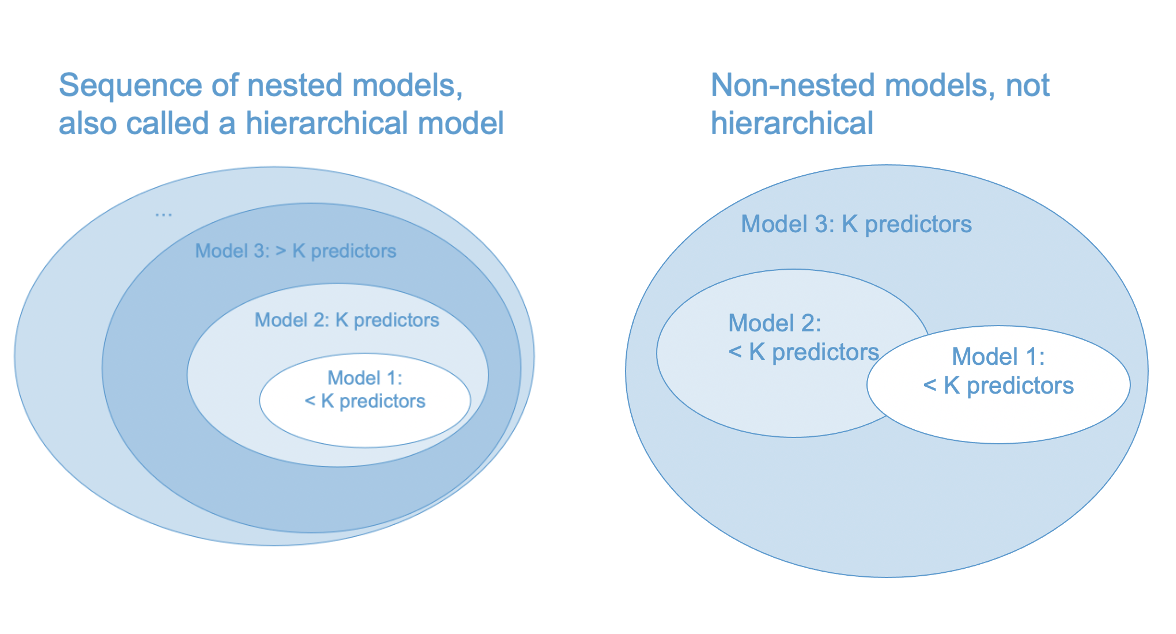 Sequence of nested models,
also called a hierarchical model
...
Model 3: > K predictors
Model 2: K predictors
Model 1:
< K predictors
Non-nested models, not
hierarchical
Model 3: K predictors
Model 2:
< K predictors
Model 1:
< K predictors